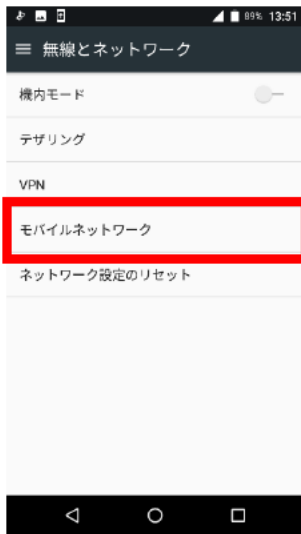 89% 13:51
無線とネットワーク
機内モード
テザリング
VPN
モバイルネットワーク
ネットワーク設定のリセット